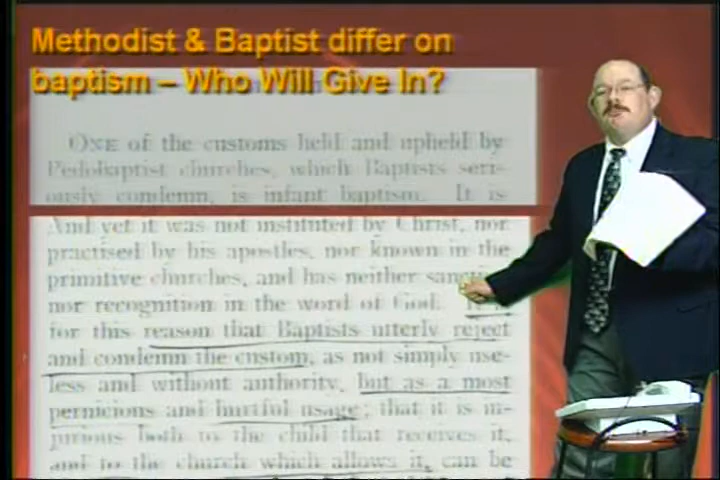 Methodist & Baptist differ on
baptism – Who Will Give In?
ONE of the customs held and upheld by
Pedobaptist churches, which Baptists seri-
ously condemn, is infant baptism. It is
And yet it was not instituted by Christ, nor
practised by his apostles, nor known in the
primitive churches, and has neither
nor recognition in the word of God. It is
for this reason that Baptists utterly reject
and condemn the custom, as not simply use-
less and without authority, but as a most
pernicious and hurtful usage; that it is in-
jurious both to the child that receives it,
and to the church which allows it, can be